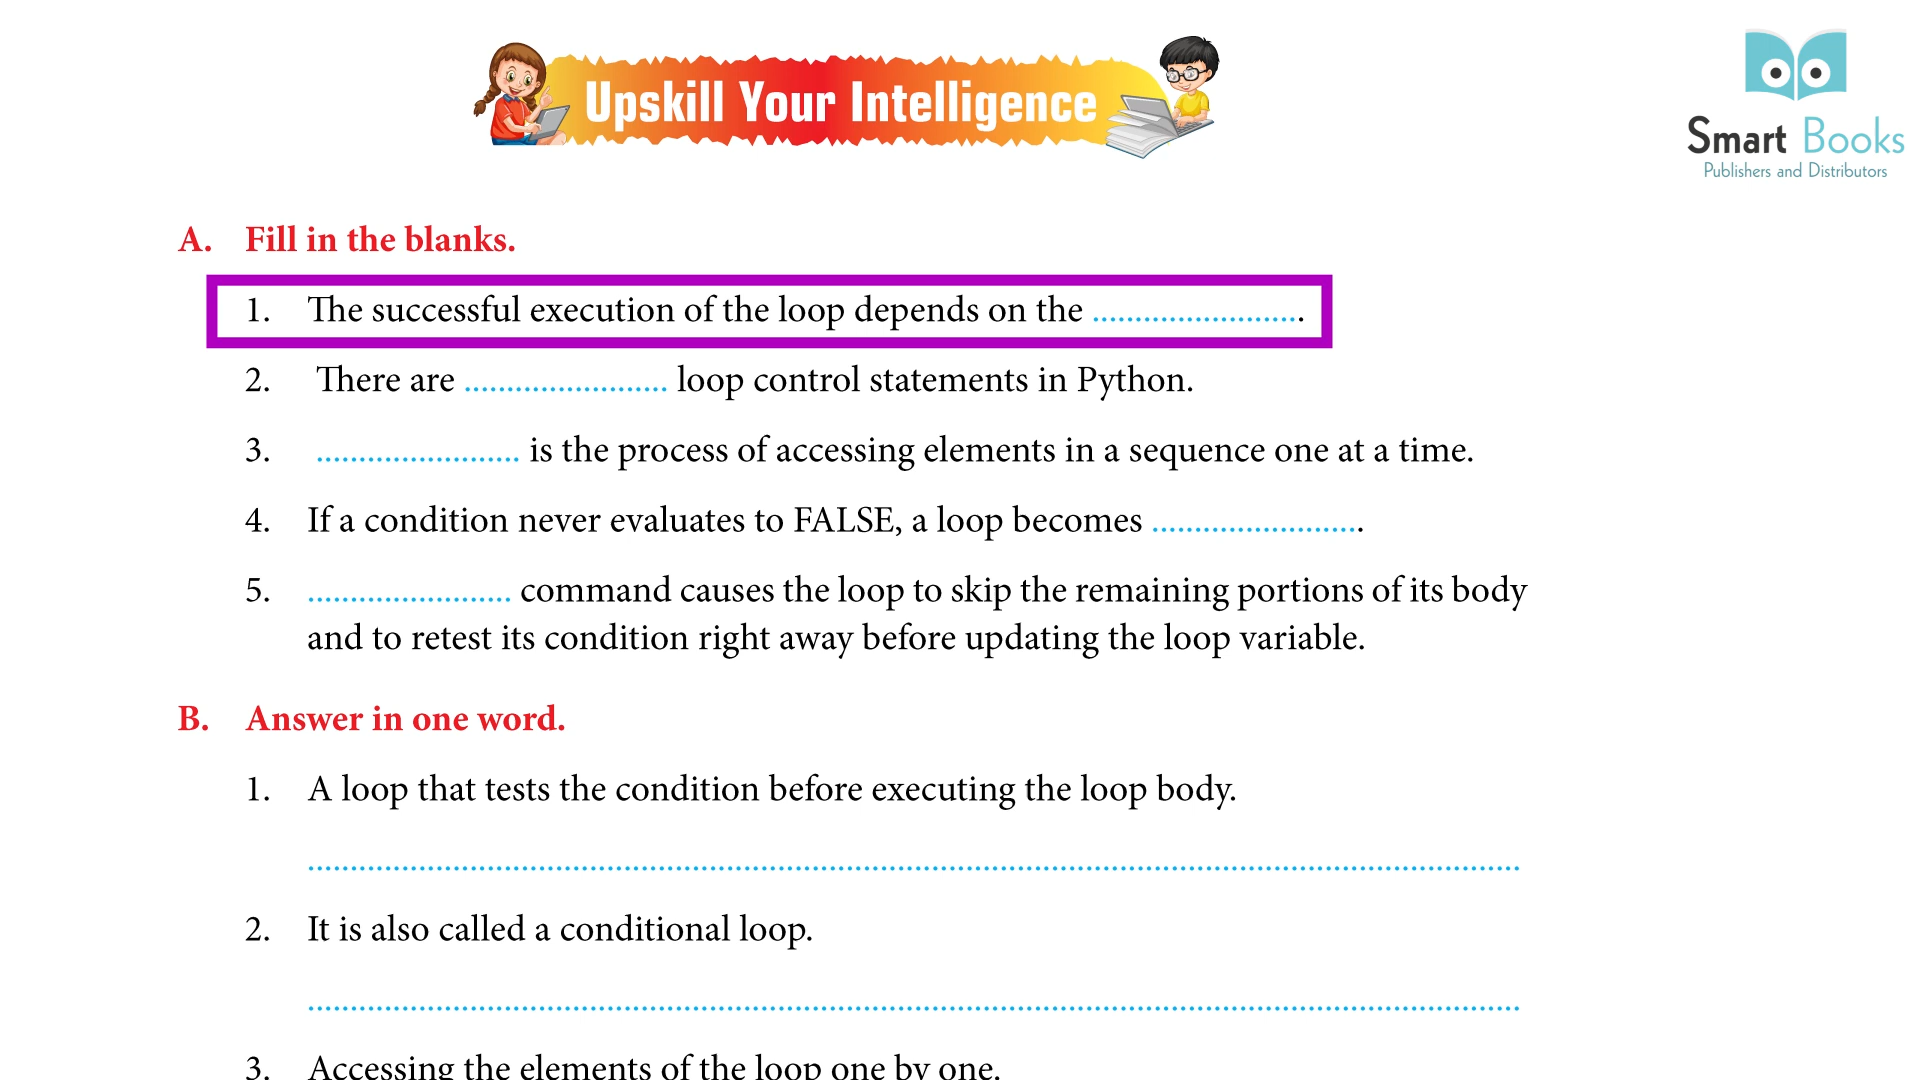 Upskill Your Intelligence
Smart Books
Publishers and Distributors
A. Fill in the blanks.
1. The successful execution of the loop depends on the ........................
2. There are ........................ loop control statements in Python.
3. ........................ is the process of accessing elements in a sequence one at a time.
4. If a condition never evaluates to FALSE, a loop becomes ........................
5. ........................ command causes the loop to skip the remaining portions of its body
and to retest its condition right away before updating the loop variable.
B. Answer in one word.
1. A loop that tests the condition before executing the loop body.
2. It is also called a conditional loop.
3. Accessing the elements of the loop one by one.